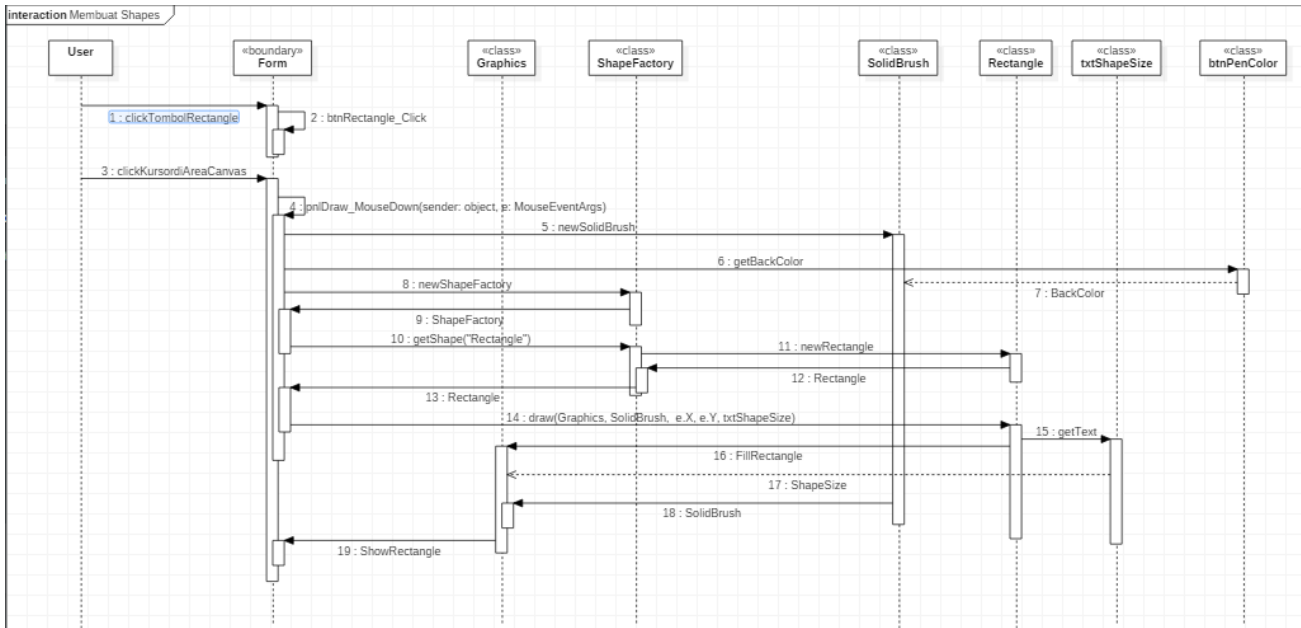 interaction Membuat Shapes
User
«boundary»
Form
«class»
Graphics
«class»
ShapeFactory
«class»
SolidBrush
«class»
Rectangle
«class»
txtShapeSize
«class»
btnPenColor
1 : clickTombolRectangle
2 : btnRectangle_Click
3 : clickKursordiAreaCanvas
4 : pnlDraw_MouseDown(sender: object, e: MouseEventArgs)
5 : newSolidBrush
6 : getBackColor
7 : BackColor
8 : newShapeFactory
9 : ShapeFactory
10 : getShape("Rectangle")
11 : newRectangle
12 : Rectangle
13 : Rectangle
14 : draw(Graphics, SolidBrush, e.X, e.Y, txtShapeSize)
15 : getText
16 : FillRectangle
17 : ShapeSize
18 : SolidBrush
19 : ShowRectangle